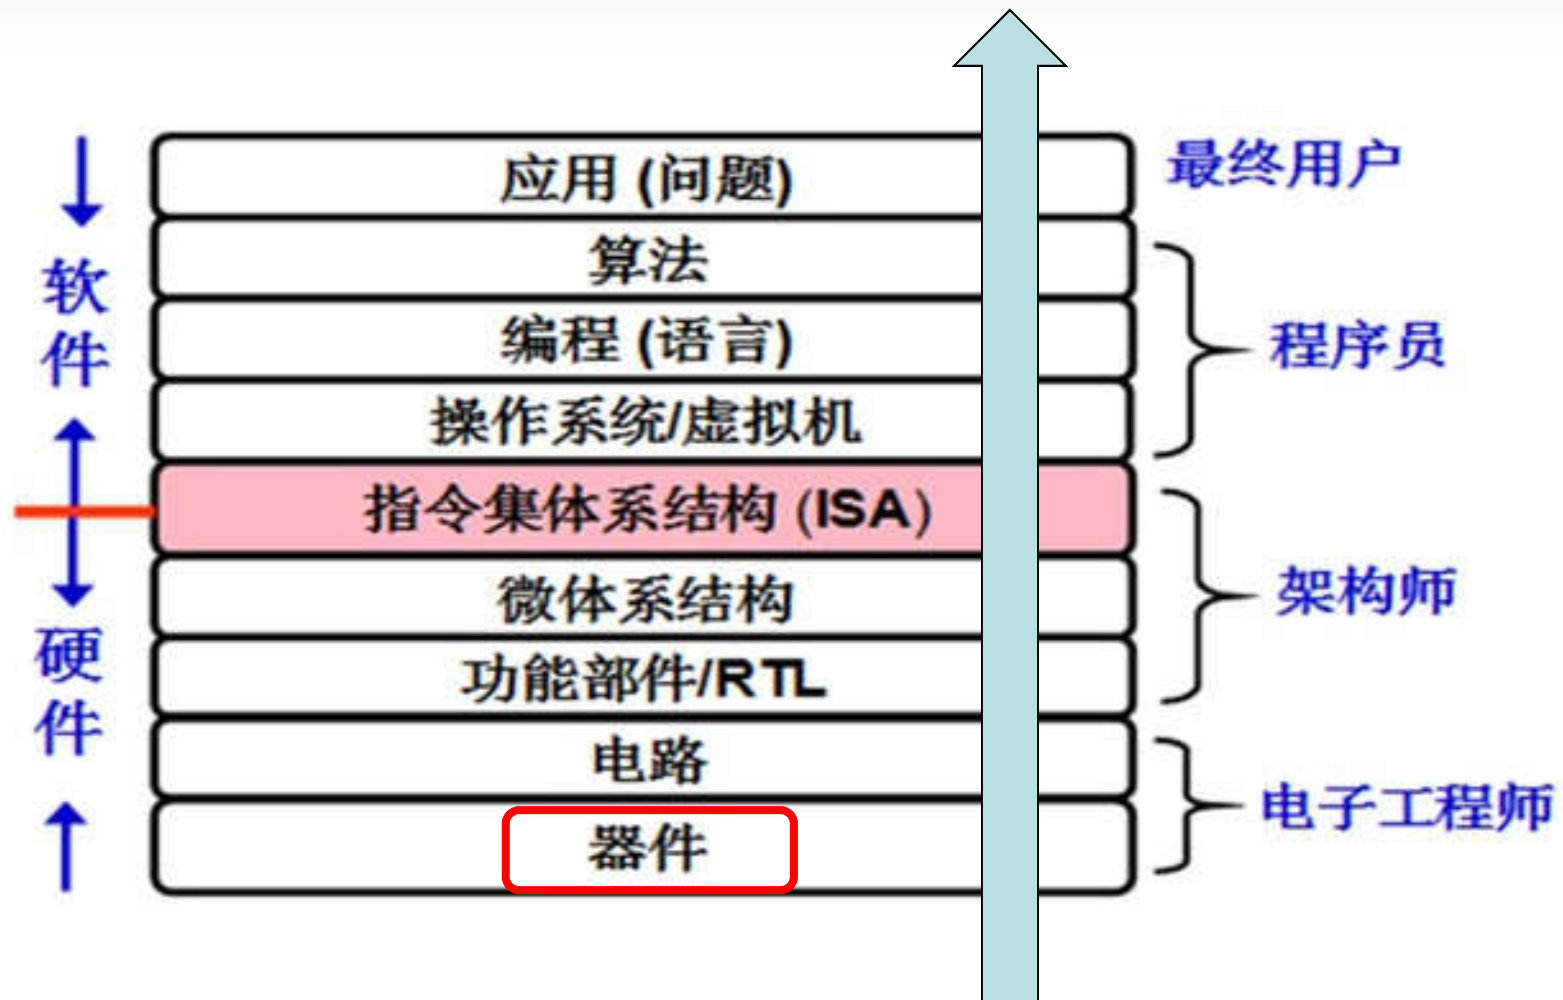 应用 (问题)
最终用户
算法
编程 (语言)
操作系统/虚拟机
程序员
软件
指令集体系结构 (ISA)
微体系结构
功能部件/RTL
架构师
硬件
电路
器件
电子工程师